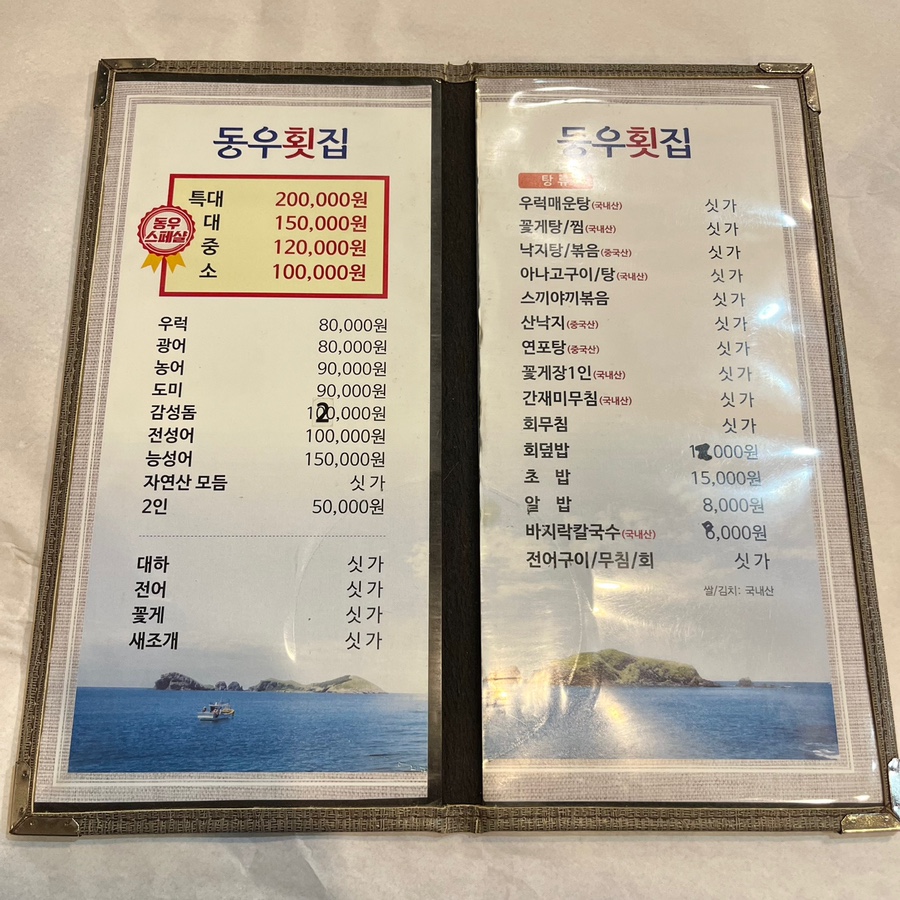 동우횟집
동우
스페샬
특대 200,000원
대 150,000원
중 120,000원
소 100,000원
우럭 80,000원
광어 80,000원
농어 90,000원
도미 90,000원
감성돔 120,000원
전성어 100,000원
능성어 150,000원
자연산 모듬 싯가
2인 50,000원
대하 싯가
전어 싯가
꽃게 싯가
새조개 싯가
동우횟집
탕류
우럭매운탕(국내산) 싯가
꽃게탕/찜(국내산) 싯가
낙지탕/볶음(중국산) 싯가
아나고구이/탕(국내산) 싯가
스끼야끼볶음 싯가
산낙지(중국산) 싯가
연포탕(중국산) 싯가
꽃게장1인(국내산) 싯가
간재미무침(국내산) 싯가
회무침 싯가
회덮밥
초 밥 15,000원
알 밥 8,000원
바지락칼국수(국내산)
전어구이/무침/회 싯가
쌀/김치: 국내산